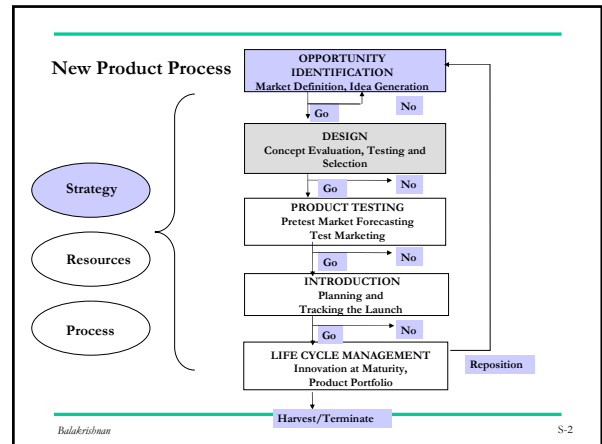 New Product Process
OPPORTUNITY
IDENTIFICATION
Market Definition, Idea Generation
Go
No
DESIGN
Concept Evaluation, Testing and
Selection
Go
No
Strategy
PRODUCT TESTING
Pretest Market Forecasting
Test Marketing
Go
No
Resources
INTRODUCTION
Planning and
Tracking the Launch
Go
No
Process
LIFE CYCLE MANAGEMENT
Innovation at Maturity,
Product Portfolio
Reposition
Harvest/Terminate
Balakrishnan
S-2